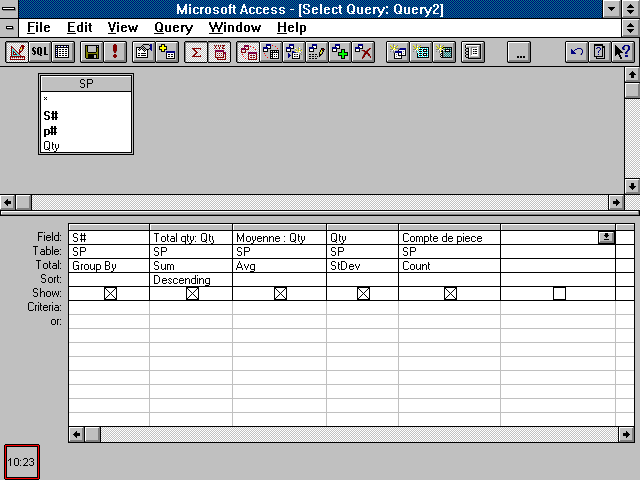 Microsoft Access - [Select Query: Query2]
File Edit View Query Window Help
SQL XYZ ... ?
SP
*
S#
p#
Qty
Field: S# Total qty: Qty Moyenne : Qty Qty Compte de piece
Table: SP SP SP SP SP
Total: Group By Sum Avg StDev Count
Sort: Descending
Show:
Criteria:
or:
10:23